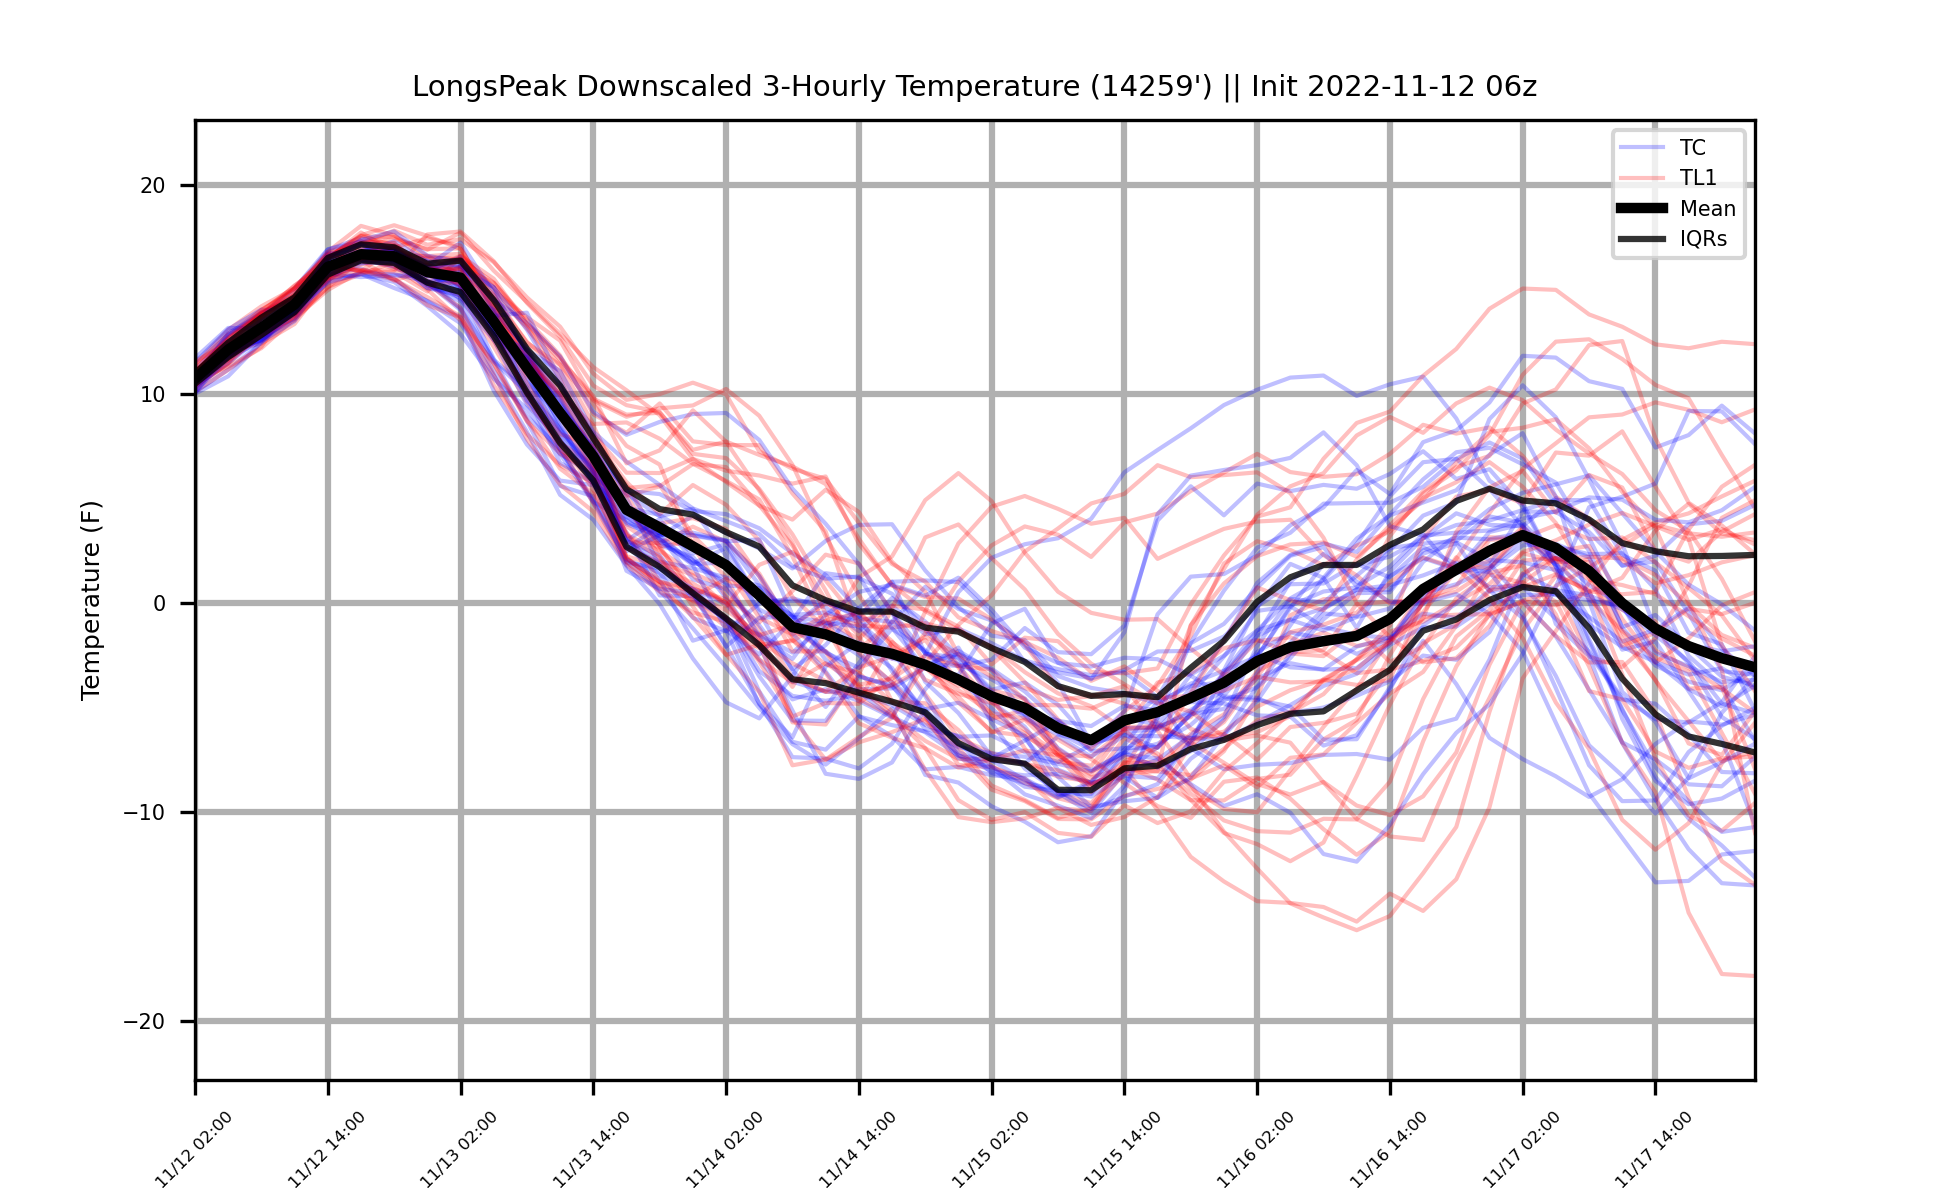 LongsPeak Downscaled 3-Hourly Temperature (14259') || Init 2022-11-12 06z
TC
TL1
Mean
IQRs
Temperature (F)
20
10
0
−10
−20
11/12 02:00
11/12 14:00
11/13 02:00
11/13 14:00
11/14 02:00
11/14 14:00
11/15 02:00
11/15 14:00
11/16 02:00
11/16 14:00
11/17 02:00
11/17 14:00